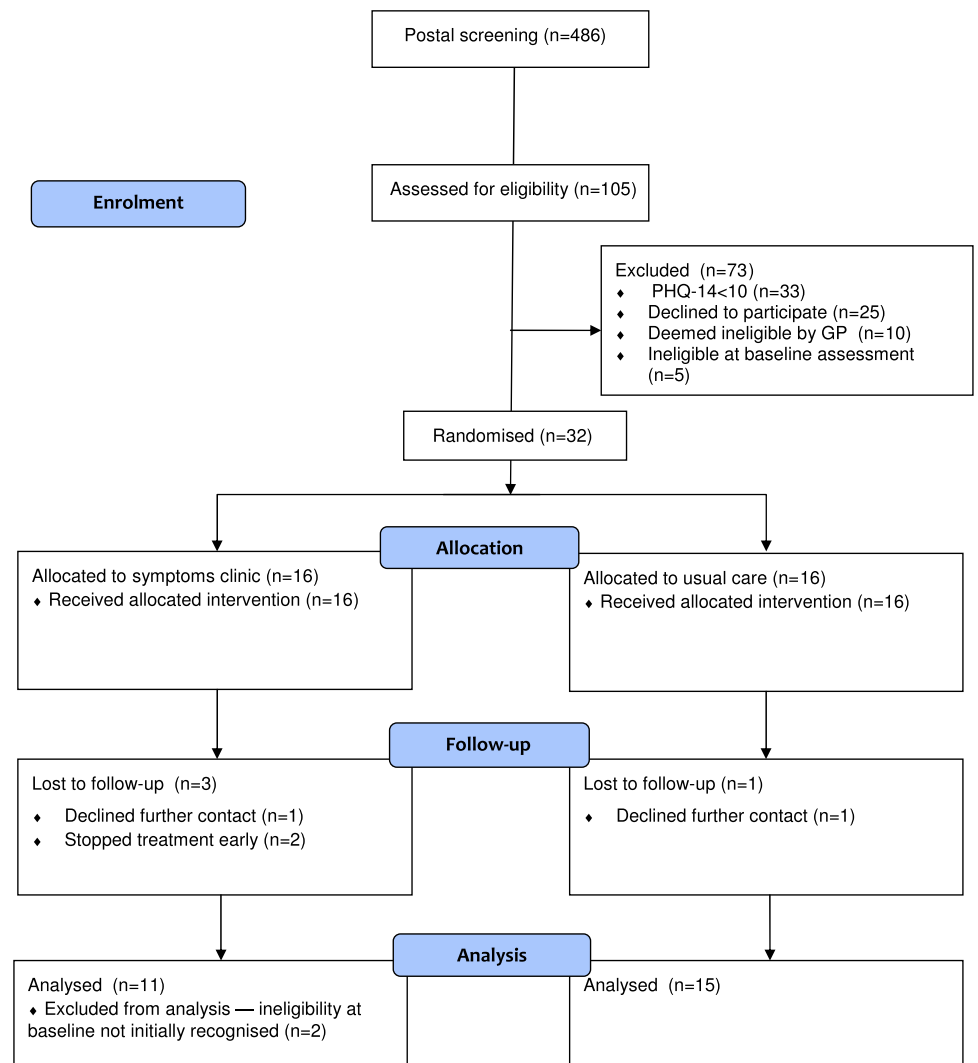 Postal screening (n=486)
Assessed for eligibility (n=105)
Enrolment
Excluded (n=73)
♦ PHQ-14<10 (n=33)
♦ Declined to participate (n=25)
♦ Deemed ineligible by GP (n=10)
♦ Ineligible at baseline assessment
(n=5)
Randomised (n=32)
Allocation
Allocated to symptoms clinic (n=16)
♦ Received allocated intervention (n=16)
Allocated to usual care (n=16)
♦ Received allocated intervention (n=16)
Follow-up
Lost to follow-up (n=3)
♦ Declined further contact (n=1)
♦ Stopped treatment early (n=2)
Lost to follow-up (n=1)
♦ Declined further contact (n=1)
Analysis
Analysed (n=11)
♦ Excluded from analysis — ineligibility at
baseline not initially recognised (n=2)
Analysed (n=15)